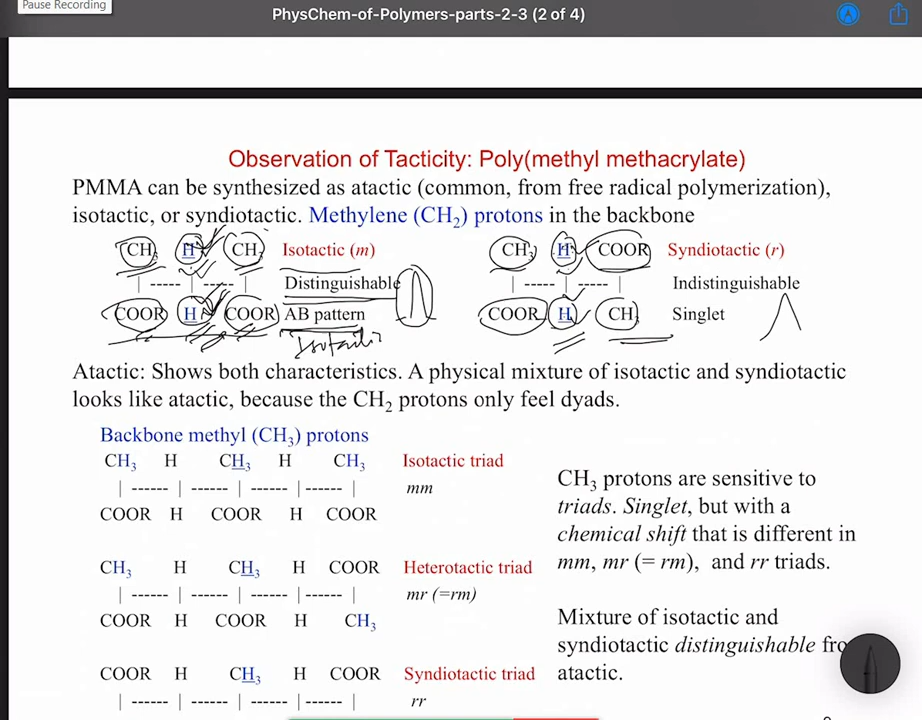 Pause Recording
PhysChem-of-Polymers-parts-2-3 (2 of 4)
Observation of Tacticity: Poly(methyl methacrylate)
PMMA can be synthesized as atactic (common, from free radical polymerization),
isotactic, or syndiotactic. Methylene (CH₂) protons in the backbone
CH₃ H CH₃ Isotactic (m) CH₃ H COOR Syndiotactic (r)
| ----- | ----- | Distinguishable | ----- | ----- | Indistinguishable
COOR H COOR AB pattern COOR H CH₃ Singlet
Isotactic
Atactic: Shows both characteristics. A physical mixture of isotactic and syndiotactic
looks like atactic, because the CH₂ protons only feel dyads.
Backbone methyl (CH₃) protons
CH₃ H CH₃ H CH₃ Isotactic triad
| ------ | ------ | ------ |------ | mm
COOR H COOR H COOR
CH₃ protons are sensitive to
triads. Singlet, but with a
chemical shift that is different in
mm, mr (= rm), and rr triads.
CH₃ H CH₃ H COOR Heterotactic triad
| ------ | ------ | ------ |------ | mr (=rm)
COOR H COOR H CH₃
Mixture of isotactic and
syndiotactic distinguishable fro
atactic.
COOR H CH₃ H COOR Syndiotactic triad
| ------ | ------ | ------ |------ | rr